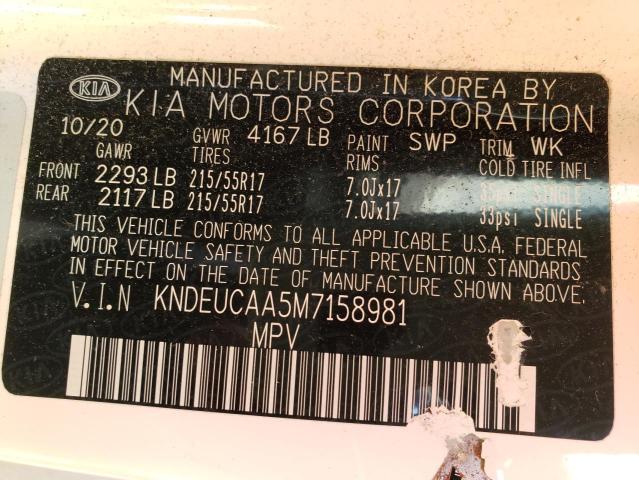 KIA MANUFACTURED IN KOREA BY
KIA MOTORS CORPORATION
10/20 GVWR 4167 LB PAINT SWP TRIM WK
GAWR TIRES RIMS COLD TIRE INFL
FRONT 2293 LB 215/55R17 7.0Jx17 SINGLE
REAR 2117 LB 215/55R17 7.0Jx17 33psi SINGLE
THIS VEHICLE CONFORMS TO ALL APPLICABLE U.S.A. FEDERAL
MOTOR VEHICLE SAFETY AND THEFT PREVENTION STANDARDS
IN EFFECT ON THE DATE OF MANUFACTURE SHOWN ABOVE.
V.I.N KNDEUCAA5M7158981
MPV